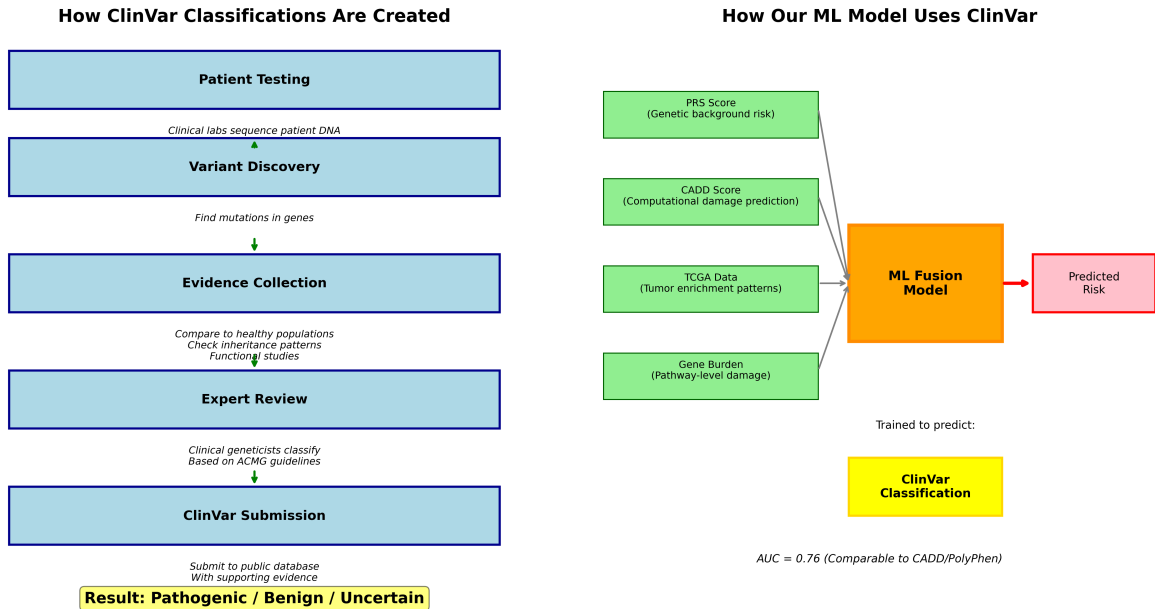 How ClinVar Classifications Are Created
Patient Testing
Clinical labs sequence patient DNA
Variant Discovery
Find mutations in genes
Evidence Collection
Compare to healthy populations
Check inheritance patterns
Functional studies
Expert Review
Clinical geneticists classify
Based on ACMG guidelines
ClinVar Submission
Submit to public database
With supporting evidence
Result: Pathogenic / Benign / Uncertain
How Our ML Model Uses ClinVar
PRS Score
(Genetic background risk)
CADD Score
(Computational damage prediction)
TCGA Data
(Tumor enrichment patterns)
Gene Burden
(Pathway-level damage)
ML Fusion
Model
Predicted
Risk
Trained to predict:
ClinVar
Classification
AUC = 0.76 (Comparable to CADD/PolyPhen)